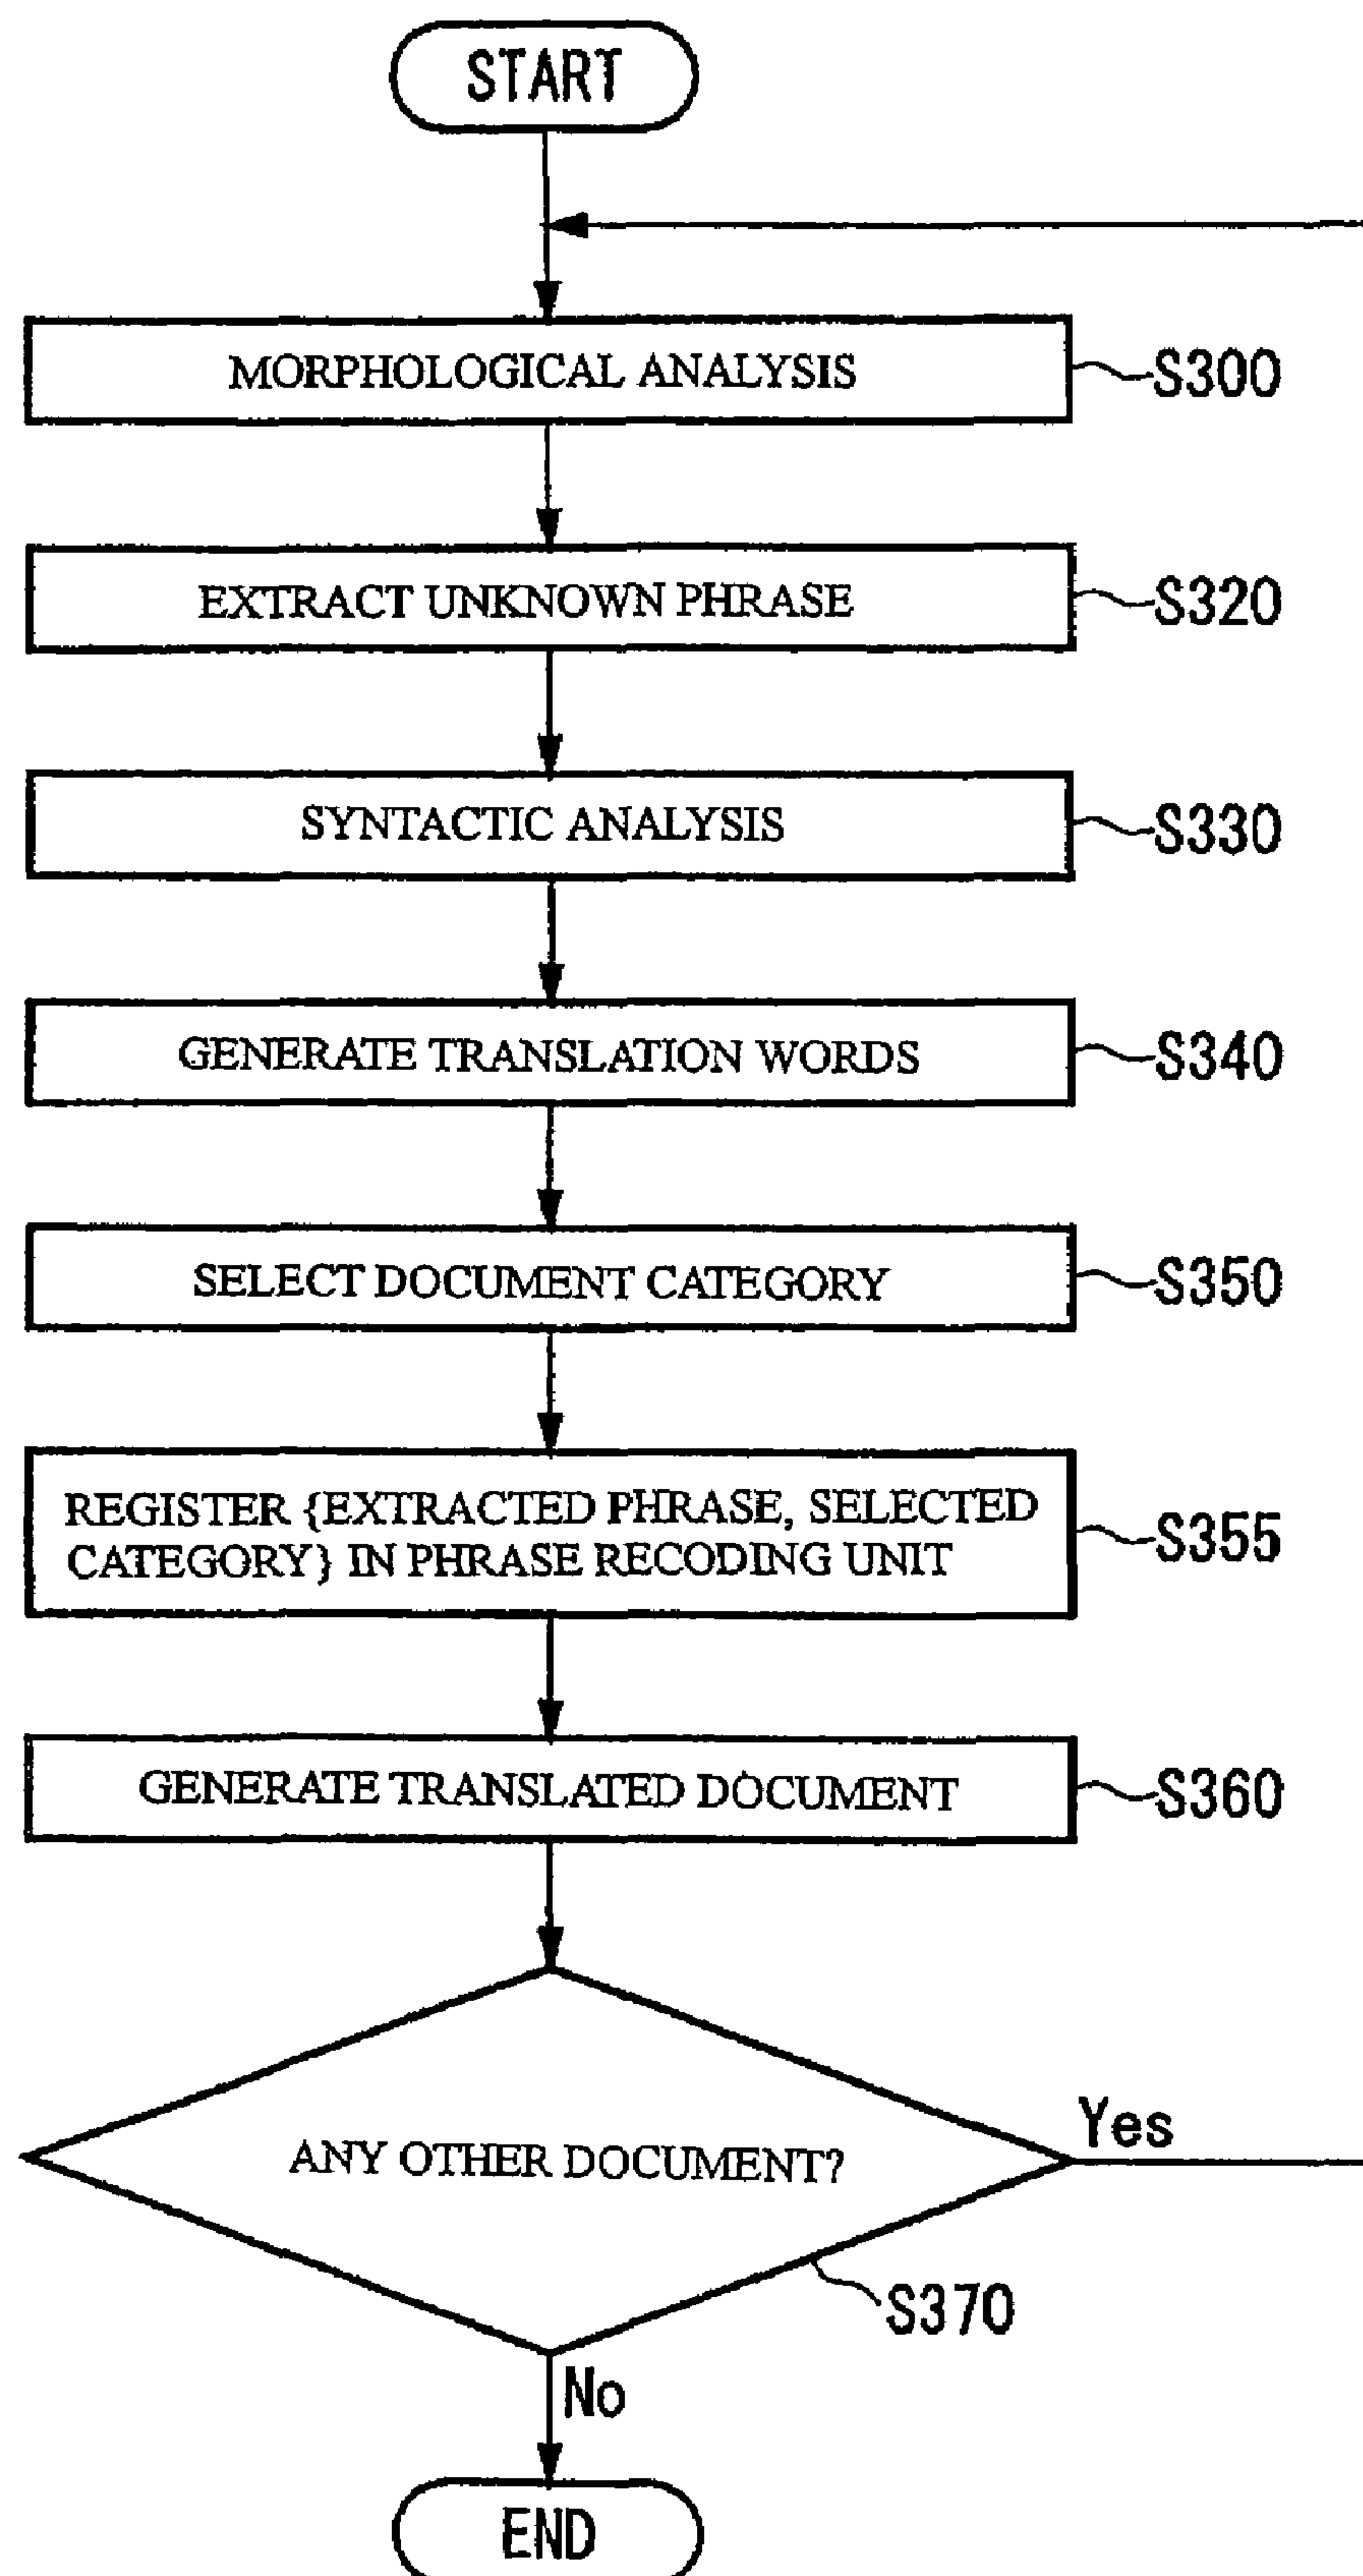 START
MORPHOLOGICAL ANALYSIS
S300
EXTRACT UNKNOWN PHRASE
S320
SYNTACTIC ANALYSIS
S330
GENERATE TRANSLATION WORDS
S340
SELECT DOCUMENT CATEGORY
S350
REGISTER {EXTRACTED PHRASE, SELECTED
CATEGORY} IN PHRASE RECODING UNIT
S355
GENERATE TRANSLATED DOCUMENT
S360
ANY OTHER DOCUMENT?
Yes
S370
No
END